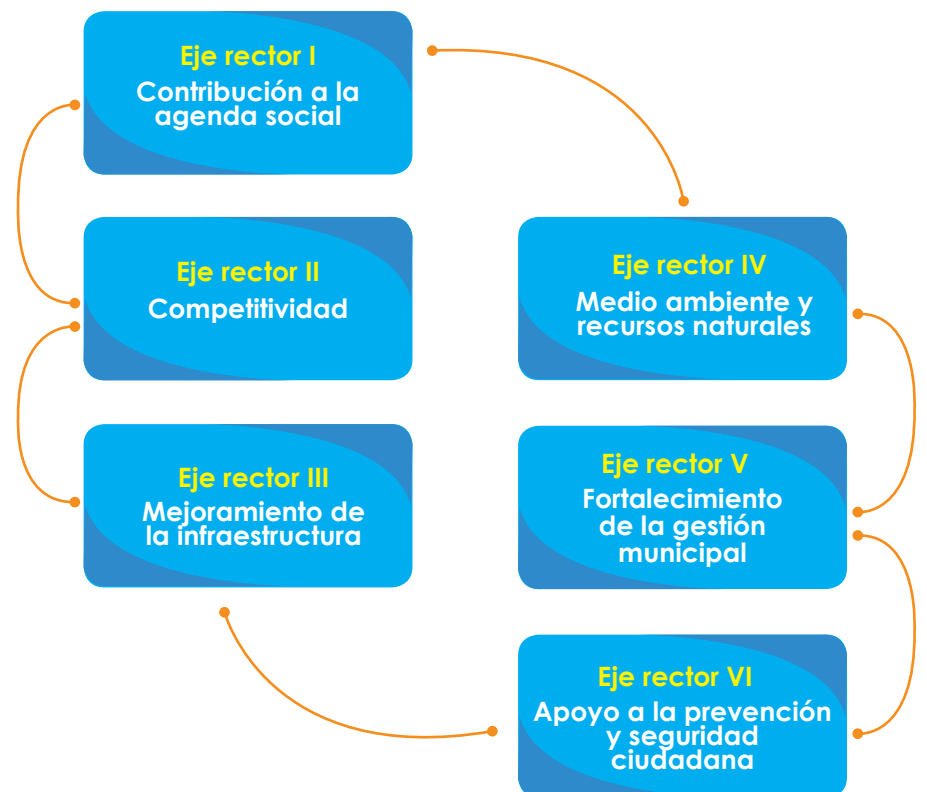 Eje rector I
Contribución a la
agenda social
Eje rector II
Competitividad
Eje rector III
Mejoramiento de
la infraestructura
Eje rector IV
Medio ambiente y
recursos naturales
Eje rector V
Fortalecimiento
de la gestión
municipal
Eje rector VI
Apoyo a la prevención
y seguridad
ciudadana